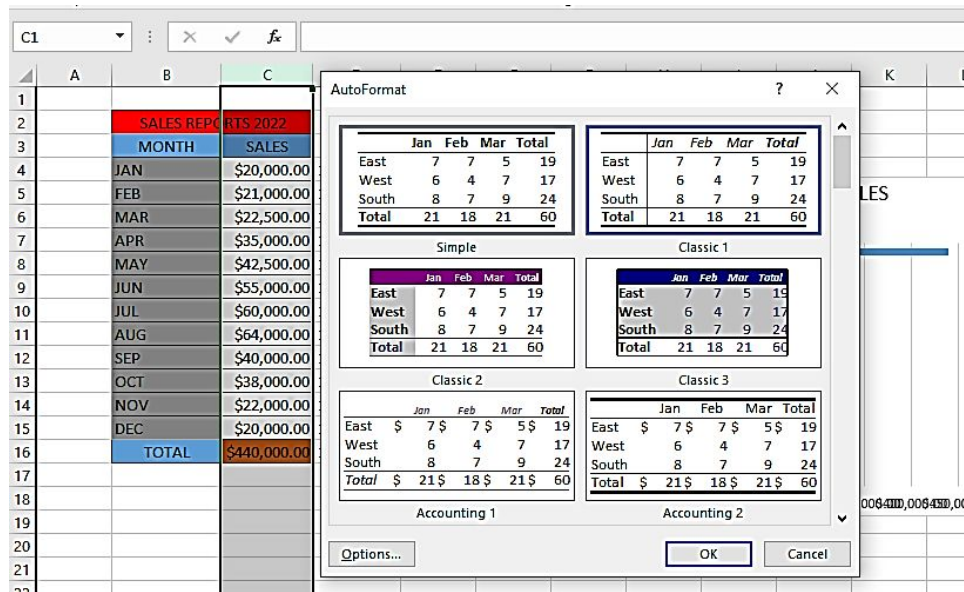 C1 fx
A B C K
1
2 SALES REPORTS 2022
3 MONTH SALES
4 JAN $20,000.00
5 FEB $21,000.00
6 MAR $22,500.00
7 APR $35,000.00
8 MAY $42,500.00
9 JUN $55,000.00
10 JUL $60,000.00
11 AUG $64,000.00
12 SEP $40,000.00
13 OCT $38,000.00
14 NOV $22,000.00
15 DEC $20,000.00
16 TOTAL $440,000.00
17
18
19
20
21
LES
AutoFormat ?
Jan Feb Mar Total
East 7 7 5 19
West 6 4 7 17
South 8 7 9 24
Total 21 18 21 60
Simple
Jan Feb Mar Total
East 7 7 5 19
West 6 4 7 17
South 8 7 9 24
Total 21 18 21 60
Classic 1
Jan Feb Mar Total
East 7 7 5 19
West 6 4 7 17
South 8 7 9 24
Total 21 18 21 60
Classic 2
Jan Feb Mar Total
East 7 7 5 19
West 6 4 7 17
South 8 7 9 24
Total 21 18 21 60
Classic 3
Jan Feb Mar Total
East $ 7 $ 7 $ 5 $ 19
West 6 4 7 17
South 8 7 9 24
Total $ 21 $ 18 $ 21 $ 60
Accounting 1
Jan Feb Mar Total
East $ 7 $ 7 $ 5 $ 19
West 6 4 7 17
South 8 7 9 24
Total $ 21 $ 18 $ 21 $ 60
Accounting 2
Options...
OK
Cancel